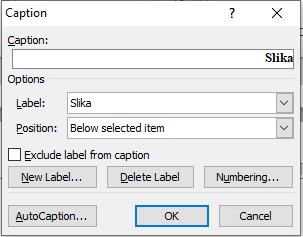 Caption
Caption:
Slika
Options
Label: Slika
Position: Below selected item
Exclude label from caption
New Label... Delete Label Numbering...
AutoCaption... OK Cancel